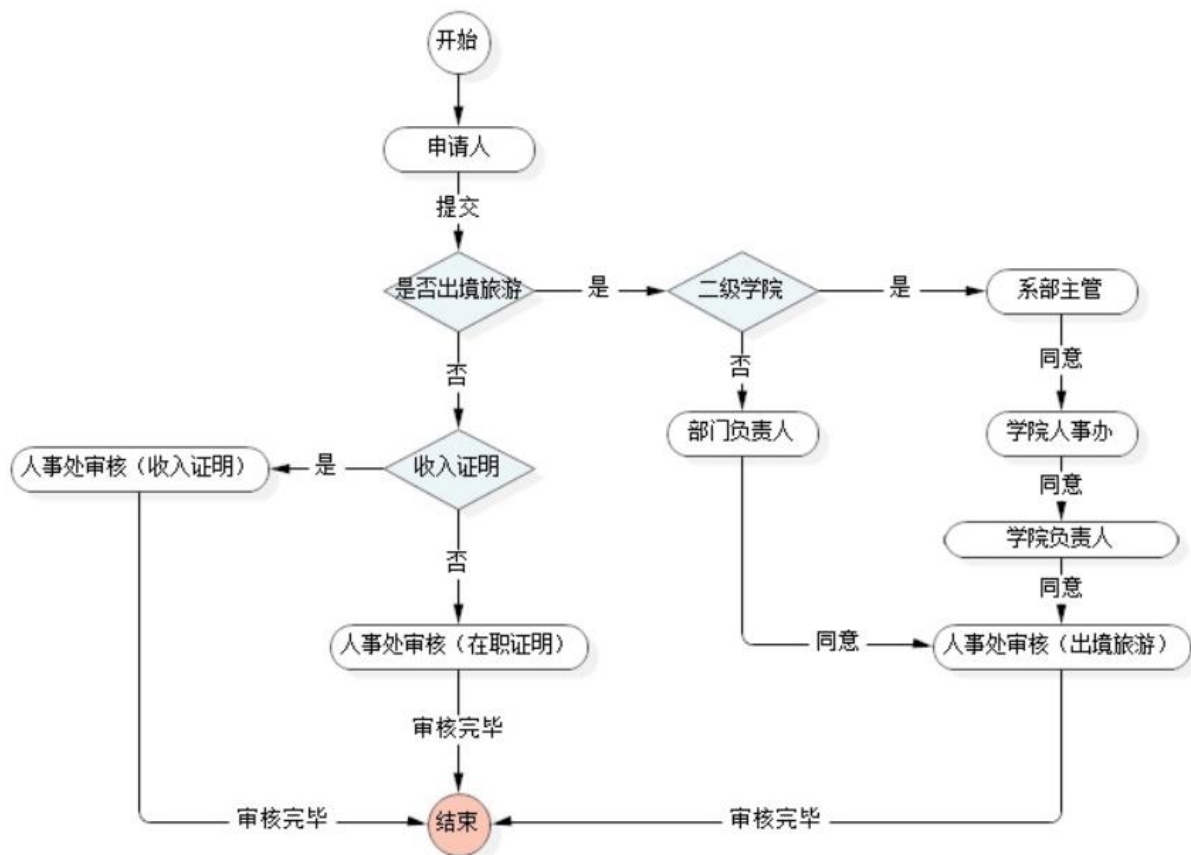 开始
申请人
提交
是否出境旅游
是
二级学院
是
系部主管
否
否
同意
人事处审核（收入证明）
是
收入证明
部门负责人
学院人事办
同意
否
学院负责人
同意
人事处审核（在职证明）
同意
人事处审核（出境旅游）
审核完毕
审核完毕
结束
审核完毕